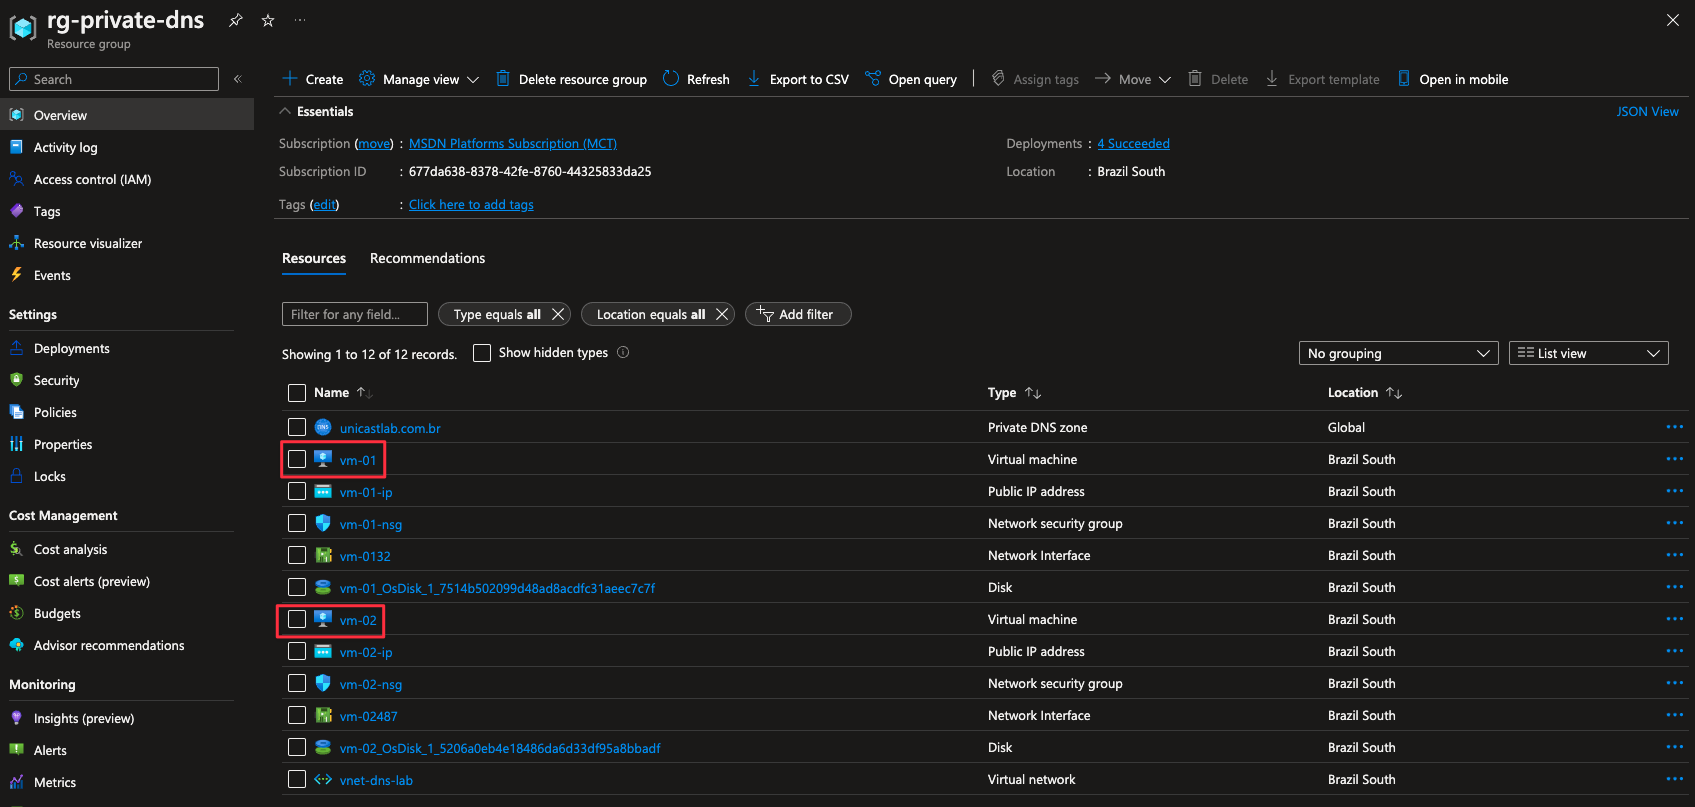 rg-private-dns
Resource group
Search
Overview
Activity log
Access control (IAM)
Tags
Resource visualizer
Events
Settings
Deployments
Security
Policies
Properties
Locks
Cost Management
Cost analysis
Cost alerts (preview)
Budgets
Advisor recommendations
Monitoring
Insights (preview)
Alerts
Metrics
Create Manage view Delete resource group Refresh Export to CSV Open query Assign tags Move Delete Export template Open in mobile
Essentials JSON View
Subscription (move) : MSDN Platforms Subscription (MCT) Deployments : 4 Succeeded
Subscription ID : 677da638-8378-42fe-8760-44325833da25 Location : Brazil South
Tags (edit) : Click here to add tags
Resources Recommendations
Filter for any field... Type equals all Location equals all Add filter
Showing 1 to 12 of 12 records. Show hidden types No grouping List view
Name Type Location
unicastlab.com.br Private DNS zone Global
vm-01 Virtual machine Brazil South
vm-01-ip Public IP address Brazil South
vm-01-nsg Network security group Brazil South
vm-0132 Network Interface Brazil South
vm-01_OsDisk_1_7514b502099d48ad8acdfc31aeec7c7f Disk Brazil South
vm-02 Virtual machine Brazil South
vm-02-ip Public IP address Brazil South
vm-02-nsg Network security group Brazil South
vm-02487 Network Interface Brazil South
vm-02_OsDisk_1_5206a0eb4e18486da6d33df95a8bbadf Disk Brazil South
vnet-dns-lab Virtual network Brazil South